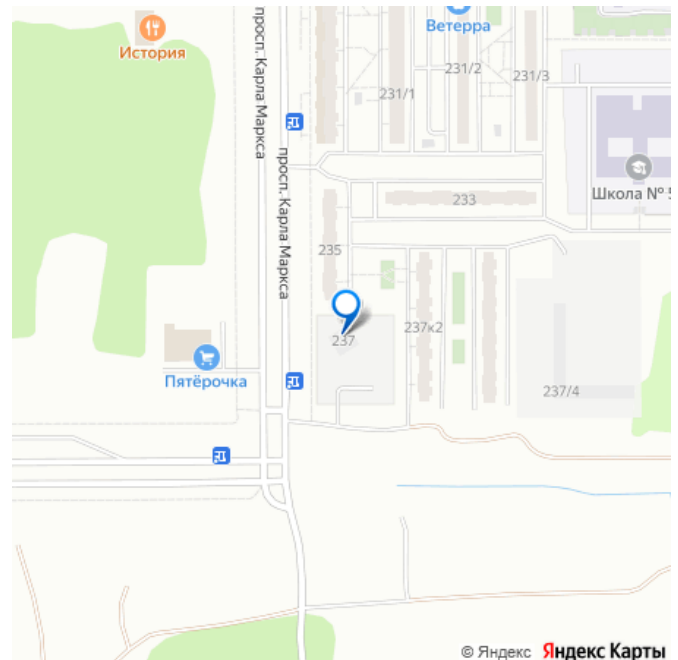 История
Ветерра
просп. Карла Маркса
просп. Карла Маркса
231/1
231/2
231/3
Школа № 5
233
235
237
237к2
Пятёрочка
237/4
© Яндекс Яндекс Карты